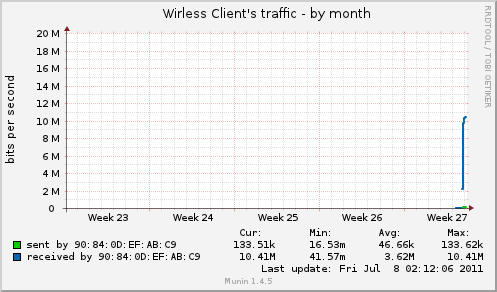 Wirless Client's traffic - by month
RRDTOOL / TOBI OETIKER
bits per second
20 M
18 M
16 M
14 M
12 M
10 M
8 M
6 M
4 M
2 M
0
Week 23 Week 24 Week 25 Week 26 Week 27
Cur: Min: Avg: Max:
sent by 90:84:0D:EF:AB:C9 133.51k 16.53m 46.66k 133.62k
received by 90:84:0D:EF:AB:C9 10.41M 41.57m 3.62M 10.41M
Last update: Fri Jul 8 02:12:06 2011
Munin 1.4.5